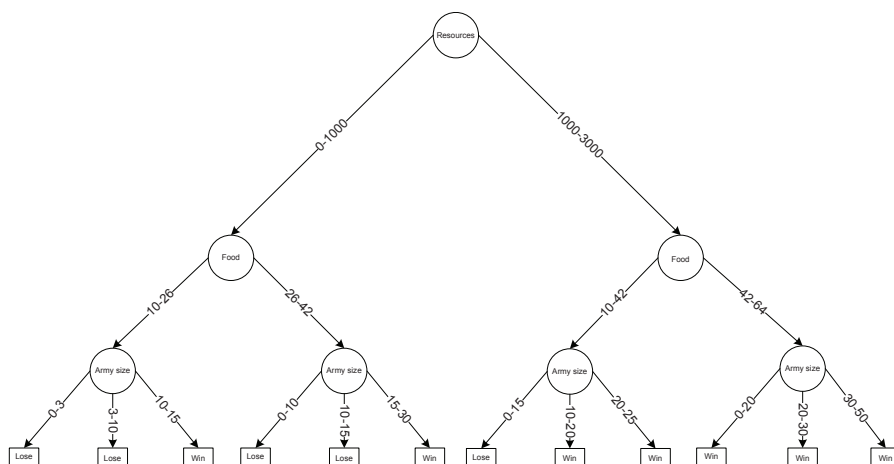 Resources
0-1000
1000-3000
Food
Food
10-26
26-42
10-42
42-64
Army size
Army size
Army size
Army size
0-3
3-10
10-15
0-10
10-15
15-30
0-15
10-20
20-25
0-20
20-30
30-50
Lose
Lose
Win
Lose
Lose
Win
Lose
Win
Win
Win
Win
Win